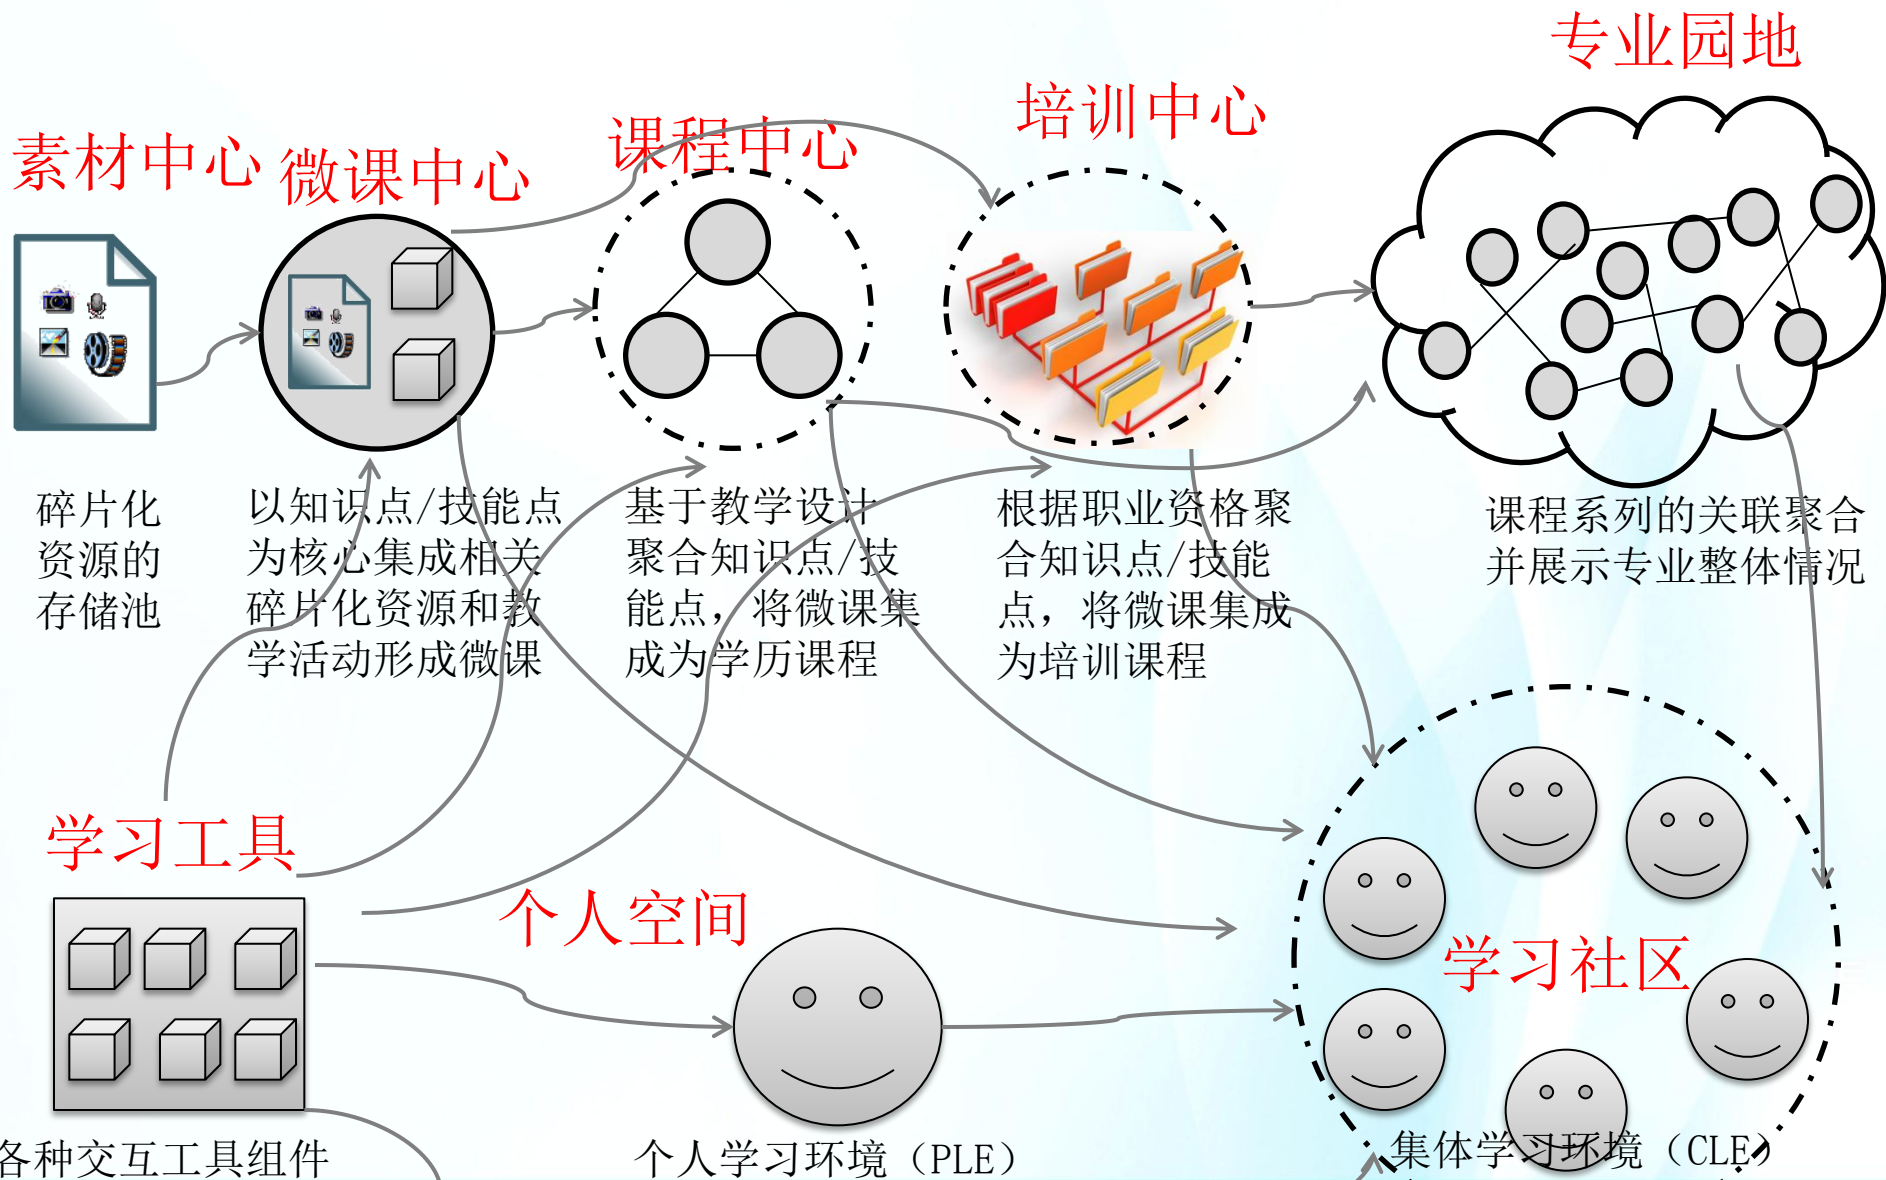 专业园地
培训中心
课程中心
素材中心
微课中心
碎片化
资源的
存储池
以知识点/技能点
为核心集成相关
碎片化资源和教
学活动形成微课
基于教学设计
聚合知识点/技
能点，将微课集
成为学历课程
根据职业资格聚
合知识点/技能
点，将微课集成
为培训课程
课程系列的关联聚合
并展示专业整体情况
学习工具
个人空间
学习社区
各种交互工具组件
个人学习环境（PLE）
集体学习环境（CLE）